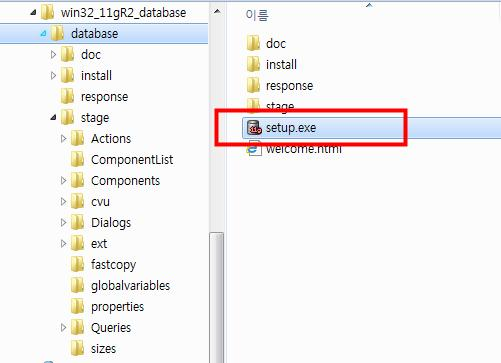 win32_11gR2_database
database
doc
install
response
stage
Actions
ComponentList
Components
cvu
Dialogs
ext
fastcopy
globalvariables
properties
Queries
sizes
이름
doc
install
response
stage
setup.exe
welcome.html